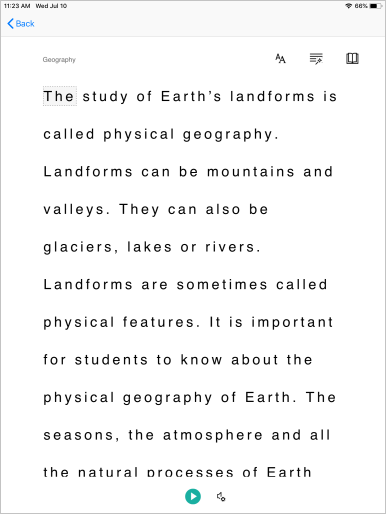 11:23 AM Wed Jul 10
66%
Back
Geography
AA
The study of Earth's landforms is
called physical geography.
Landforms can be mountains and
valleys. They can also be
glaciers, lakes or rivers.
Landforms are sometimes called
physical features. It is important
for students to know about the
physical geography of Earth. The
seasons, the atmosphere and all
the natural processes of Earth